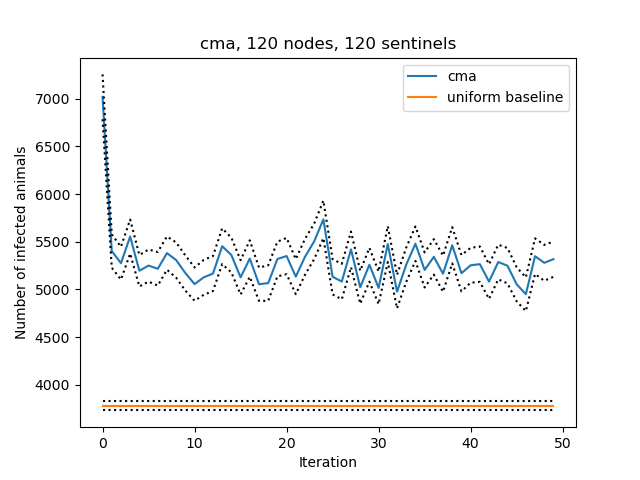 cma, 120 nodes, 120 sentinels
cma
uniform baseline
Number of infected animals
7000
6500
6000
5500
5000
4500
4000
0 10 20 30 40 50
Iteration